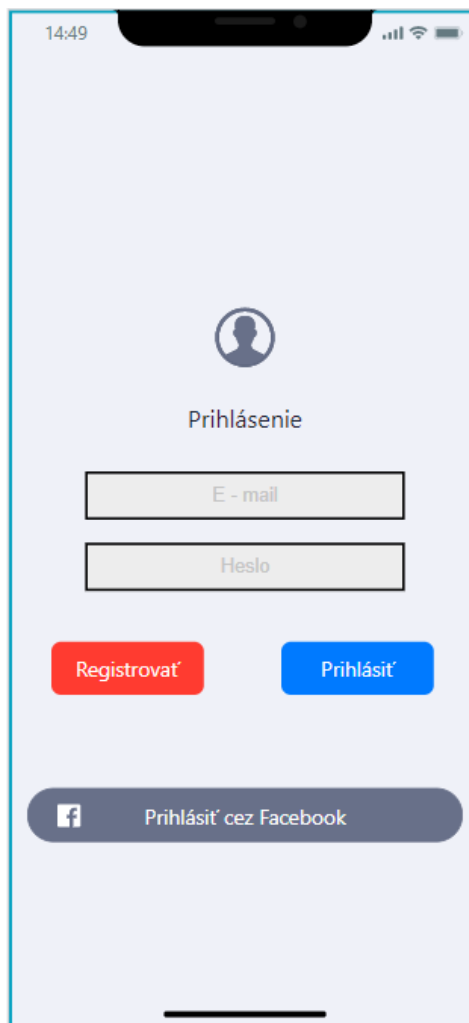 14:49
Prihlásenie
E - mail
Heslo
Registrovať
Prihlásiť
Prihlásiť cez Facebook